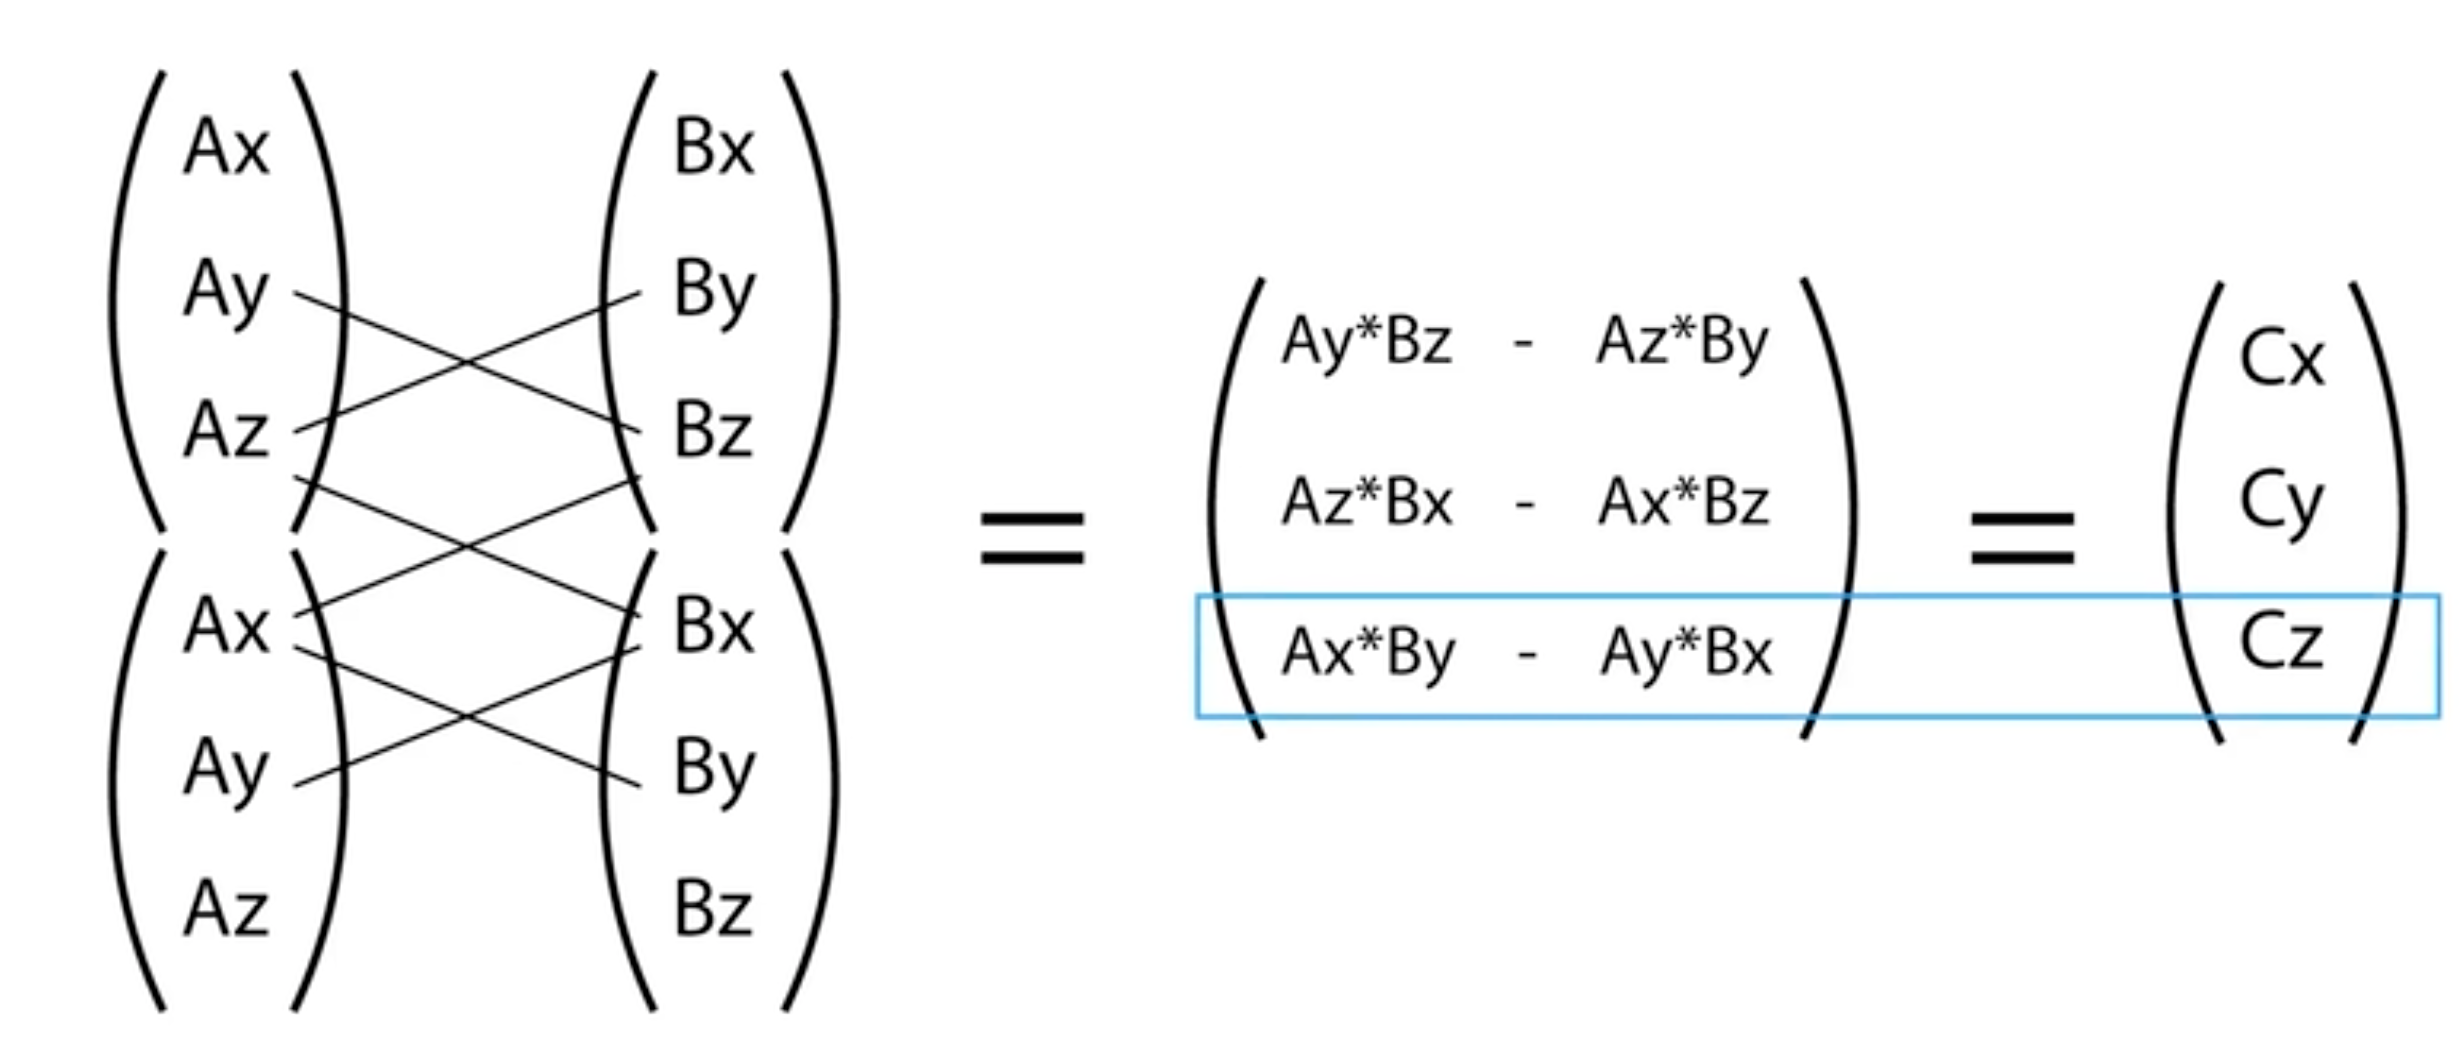 Ax Bx
Ay By
Az Bz
Ax Bx
Ay By
Az Bz
=
Ay*Bz - Az*By
Az*Bx - Ax*Bz
Ax*By - Ay*Bx
=
Cx
Cy
Cz